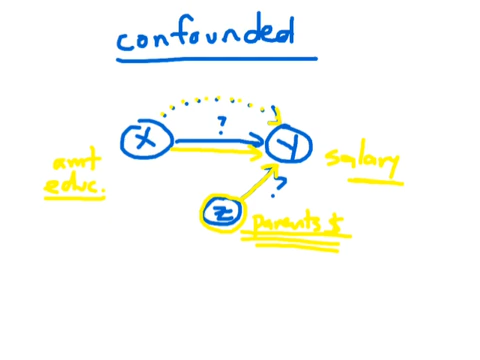 confounded
?
X
Y
amt
educ.
salary
?
Z
parents $